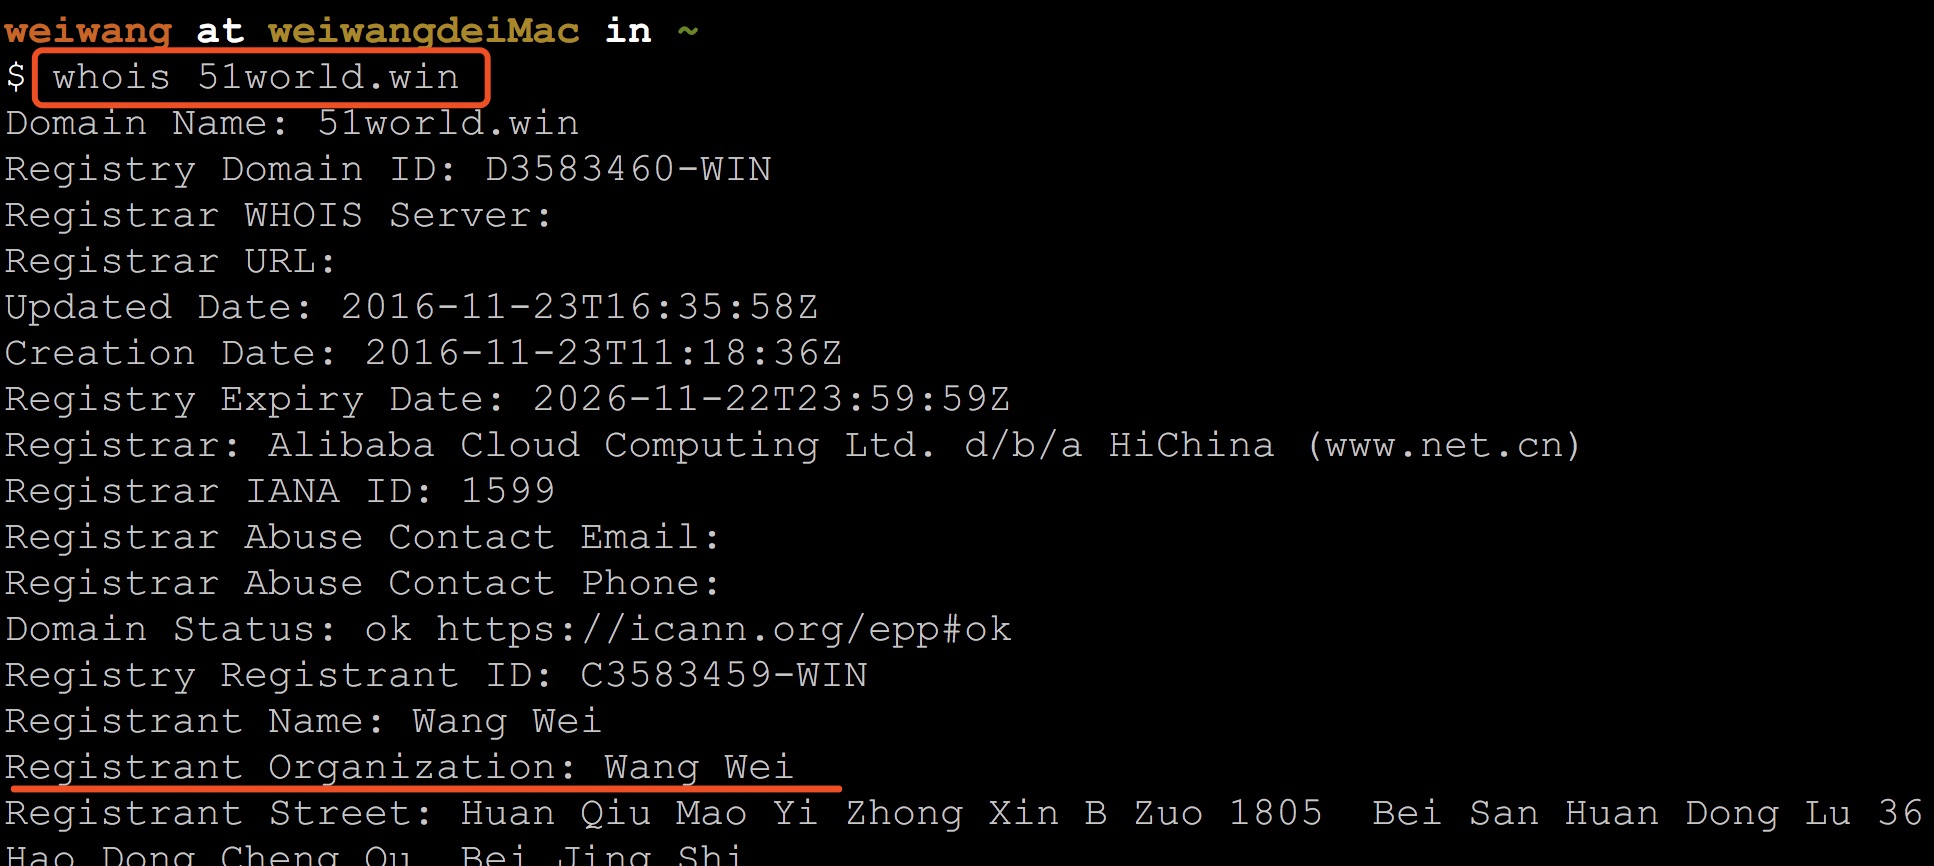 weiwang at weiwangdeiMac in ~
$ whois 51world.win
Domain Name: 51world.win
Registry Domain ID: D3583460-WIN
Registrar WHOIS Server:
Registrar URL:
Updated Date: 2016-11-23T16:35:58Z
Creation Date: 2016-11-23T11:18:36Z
Registry Expiry Date: 2026-11-22T23:59:59Z
Registrar: Alibaba Cloud Computing Ltd. d/b/a HiChina (www.net.cn)
Registrar IANA ID: 1599
Registrar Abuse Contact Email:
Registrar Abuse Contact Phone:
Domain Status: ok https://icann.org/epp#ok
Registry Registrant ID: C3583459-WIN
Registrant Name: Wang Wei
Registrant Organization: Wang Wei
Registrant Street: Huan Qiu Mao Yi Zhong Xin B Zuo 1805  Bei San Huan Dong Lu 36
Hao Dong Cheng Qu  Bei Jing Shi